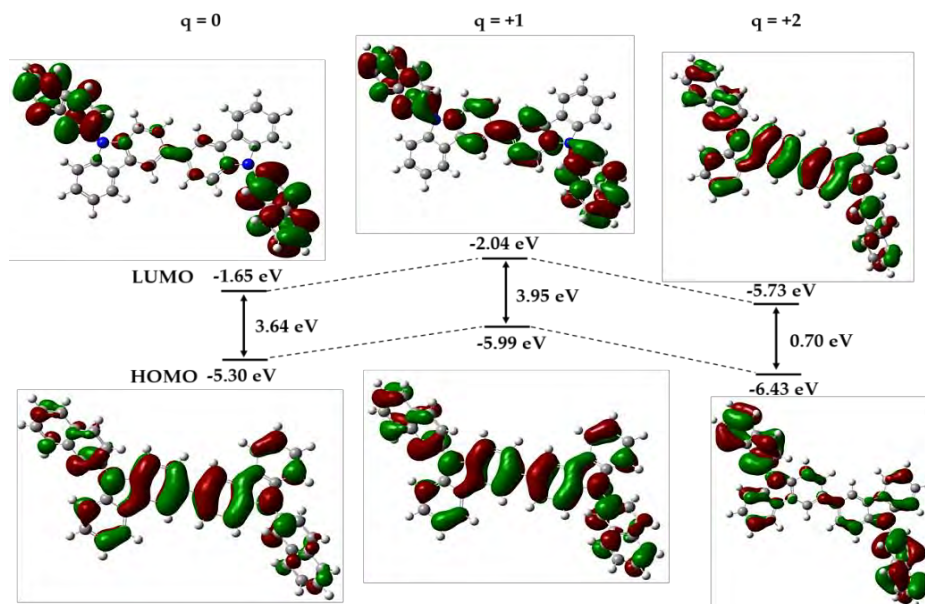 q = 0
q = +1
q = +2
-2.04 eV
LUMO -1.65 eV
-5.73 eV
3.95 eV
3.64 eV
0.70 eV
-5.99 eV
HOMO -5.30 eV
-6.43 eV